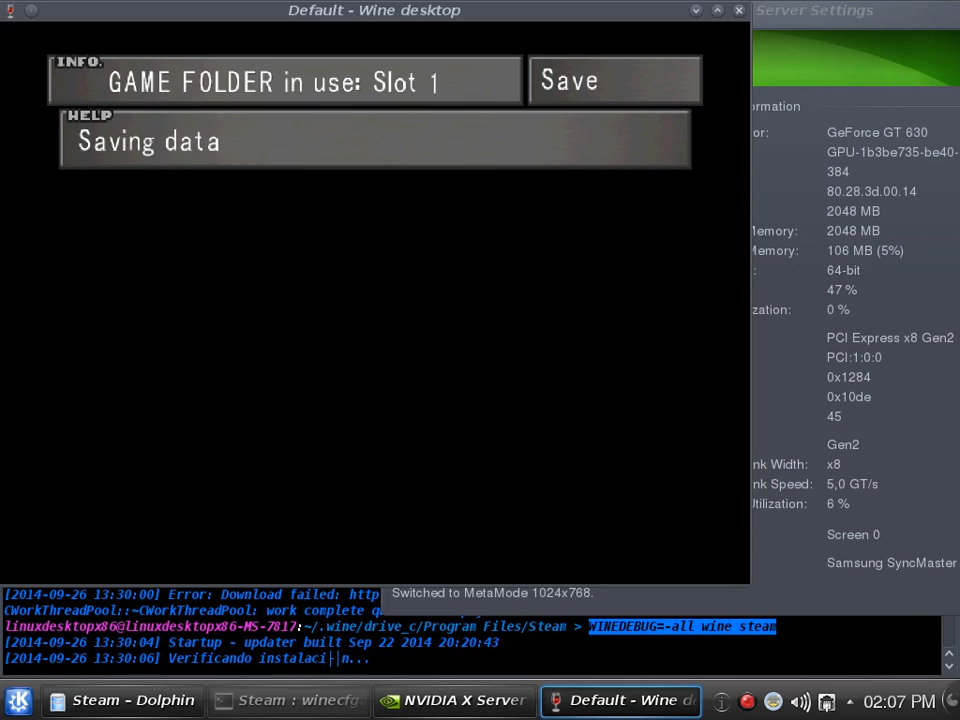 Default - Wine desktop
Server Settings
INFO.
GAME FOLDER in use: Slot 1
Save
HELP
Saving data
GeForce GT 630
GPU-1b3be735-be40-
384
80.28.3d.00.14
2048 MB
Memory: 2048 MB
Memory: 106 MB (5%)
64-bit
47 %
0 %
PCI Express x8 Gen2
PCI:1:0:0
0x1284
0x10de
45
Gen2
nk Width: x8
nk Speed: 5,0 GT/s
6 %
Screen 0
Samsung SyncMaster
[2014-09-26 13:30:00] Error: Download failed: http
Switched to MetaMode 1024x768.
CWorkThreadPool::~CWorkThreadPool: work complete q
linuxdesktopx86@linuxdesktopx86-MS-7817:~/.wine/drive_c/Program Files/Steam > WINEDEBUG=-all wine steam
[2014-09-26 13:30:04] Startup - updater built Sep 22 2014 20:20:43
[2014-09-26 13:30:06] Verificando instalaci├│n...
Steam - Dolphin
Steam : winecfg
NVIDIA X Server
Default - Wine de
02:07 PM